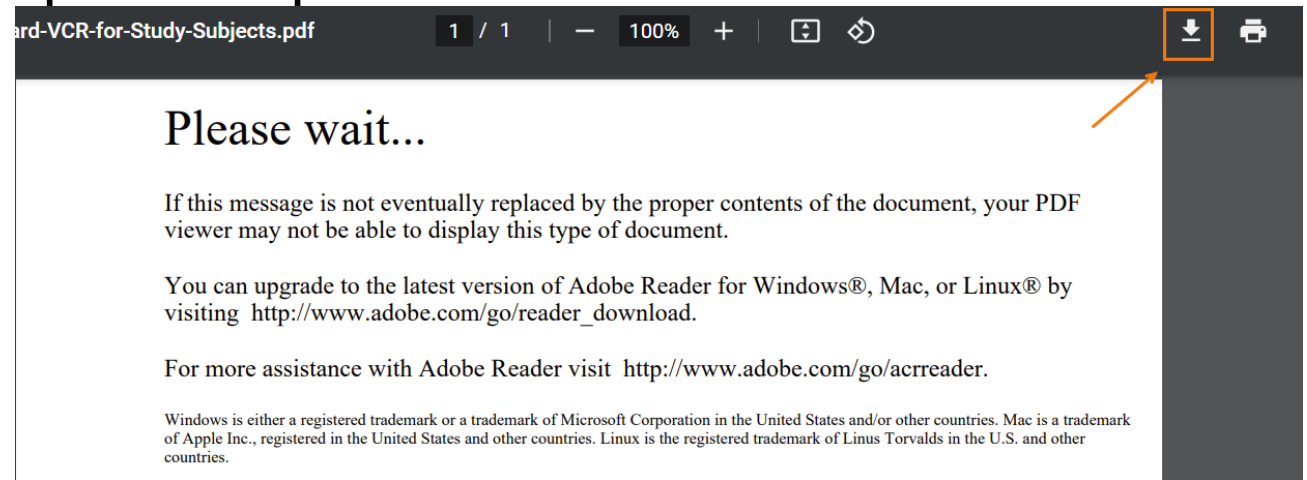 ard-VCR-for-Study-Subjects.pdf 1 / 1 | − 100% + |
Please wait...
If this message is not eventually replaced by the proper contents of the document, your PDF
viewer may not be able to display this type of document.
You can upgrade to the latest version of Adobe Reader for Windows®, Mac, or Linux® by
visiting http://www.adobe.com/go/reader_download.
For more assistance with Adobe Reader visit http://www.adobe.com/go/acrreader.
Windows is either a registered trademark or a trademark of Microsoft Corporation in the United States and/or other countries. Mac is a trademark
of Apple Inc., registered in the United States and other countries. Linux is the registered trademark of Linus Torvalds in the U.S. and other
countries.